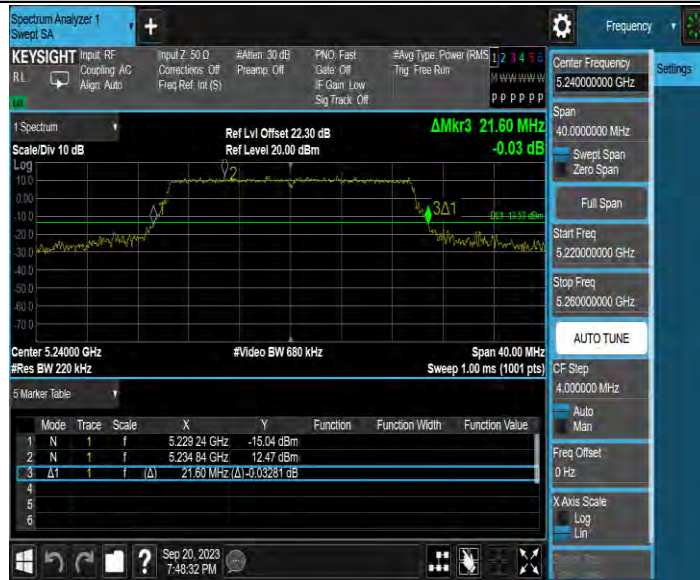 Spectrum Analyzer 1
Swept SA
+
Frequency
KEYSIGHT
RL
Input: RF
Coupling: AC
Align: Auto
Input Z: 50 Ω
Corrections: Off
Freq Ref: Int (S)
#Atten: 30 dB
Preamp: Off
PNO: Fast
Gate: Off
IF Gain: Low
Sig Track: Off
#Avg Type: Power (RMS
Trig: Free Run
1 2 3 4 5 6
M W W W W W
P P P P P P
Center Frequency
5.240000000 GHz
Settings
Span
40.0000000 MHz
Swept Span
Zero Span
Full Span
Start Freq
5.220000000 GHz
Stop Freq
5.260000000 GHz
AUTO TUNE
CF Step
4.000000 MHz
Auto
Man
Freq Offset
0 Hz
X Axis Scale
Log
Lin
1 Spectrum
Scale/Div 10 dB
Ref Lvl Offset 22.30 dB
Ref Level 20.00 dBm
ΔMkr3 21.60 MHz
-0.03 dB
Log
10.0
0.00
-10.0
-20.0
-30.0
-40.0
-50.0
-60.0
-70.0
1
2
3Δ1
DL1 -13.53 dBm
Center 5.24000 GHz
#Res BW 220 kHz
#Video BW 680 kHz
Span 40.00 MHz
Sweep 1.00 ms (1001 pts)
5 Marker Table
Mode Trace Scale X Y Function Function Width Function Value
1 N 1 f 5.229 24 GHz -15.04 dBm
2 N 1 f 5.234 84 GHz 12.47 dBm
3 Δ1 1 f (Δ) 21.60 MHz (Δ) -0.03281 dB
4
5
6
?
Sep 20, 2023
7:48:32 PM